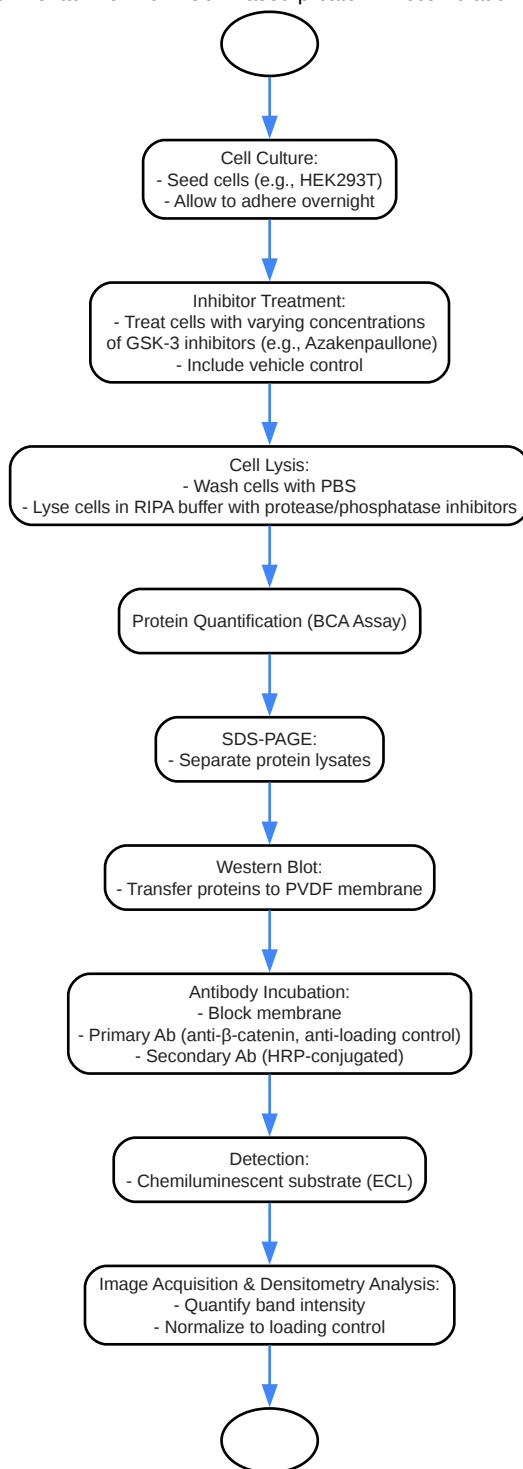 Cell Culture:
- Seed cells (e.g., HEK293T)
- Allow to adhere overnight
Inhibitor Treatment:
- Treat cells with varying concentrations
of GSK-3 inhibitors (e.g., Azakenpaullone)
- Include vehicle control
Cell Lysis:
- Wash cells with PBS
- Lyse cells in RIPA buffer with protease/phosphatase inhibitors
Protein Quantification (BCA Assay)
SDS-PAGE:
- Separate protein lysates
Western Blot:
- Transfer proteins to PVDF membrane
Antibody Incubation:
- Block membrane
- Primary Ab (anti-β-catenin, anti-loading control)
- Secondary Ab (HRP-conjugated)
Detection:
- Chemiluminescent substrate (ECL)
Image Acquisition & Densitometry Analysis:
- Quantify band intensity
- Normalize to loading control